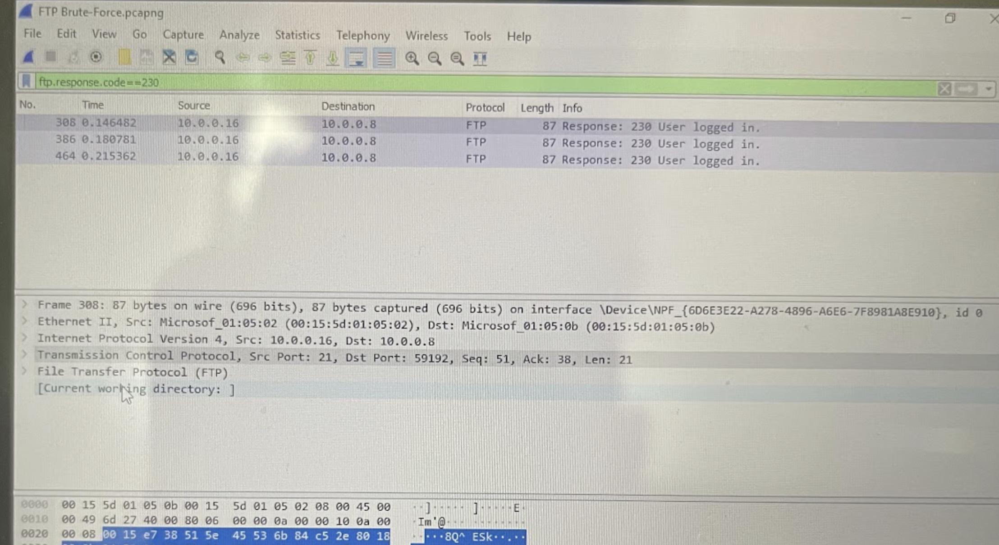 FTP Brute-Force.pcapng
File Edit View Go Capture Analyze Statistics Telephony Wireless Tools Help
ftp.response.code==230
No. Time Source Destination Protocol Length Info
308 0.146482 10.0.0.16 10.0.0.8 FTP 87 Response: 230 User logged in.
386 0.180781 10.0.0.16 10.0.0.8 FTP 87 Response: 230 User logged in.
464 0.215362 10.0.0.16 10.0.0.8 FTP 87 Response: 230 User logged in.
Frame 308: 87 bytes on wire (696 bits), 87 bytes captured (696 bits) on interface \Device\NPF_{6D6E3E22-A278-4896-A6E6-7F8981A8E910}, id 0
Ethernet II, Src: Microsof_01:05:02 (00:15:5d:01:05:02), Dst: Microsof_01:05:0b (00:15:5d:01:05:0b)
Internet Protocol Version 4, Src: 10.0.0.16, Dst: 10.0.0.8
Transmission Control Protocol, Src Port: 21, Dst Port: 59192, Seq: 51, Ack: 38, Len: 21
File Transfer Protocol (FTP)
[Current working directory: ]
0000 00 15 5d 01 05 0b 00 15 5d 01 05 02 08 00 45 00 ··]····· ]·····E·
0010 00 49 6d 27 40 00 80 06 00 00 0a 00 00 10 0a 00 ·Im'@··· ········
0020 00 08 00 15 e7 38 51 5e 45 53 6b 84 c5 2e 80 18 ·····8Q^ ESk··.··